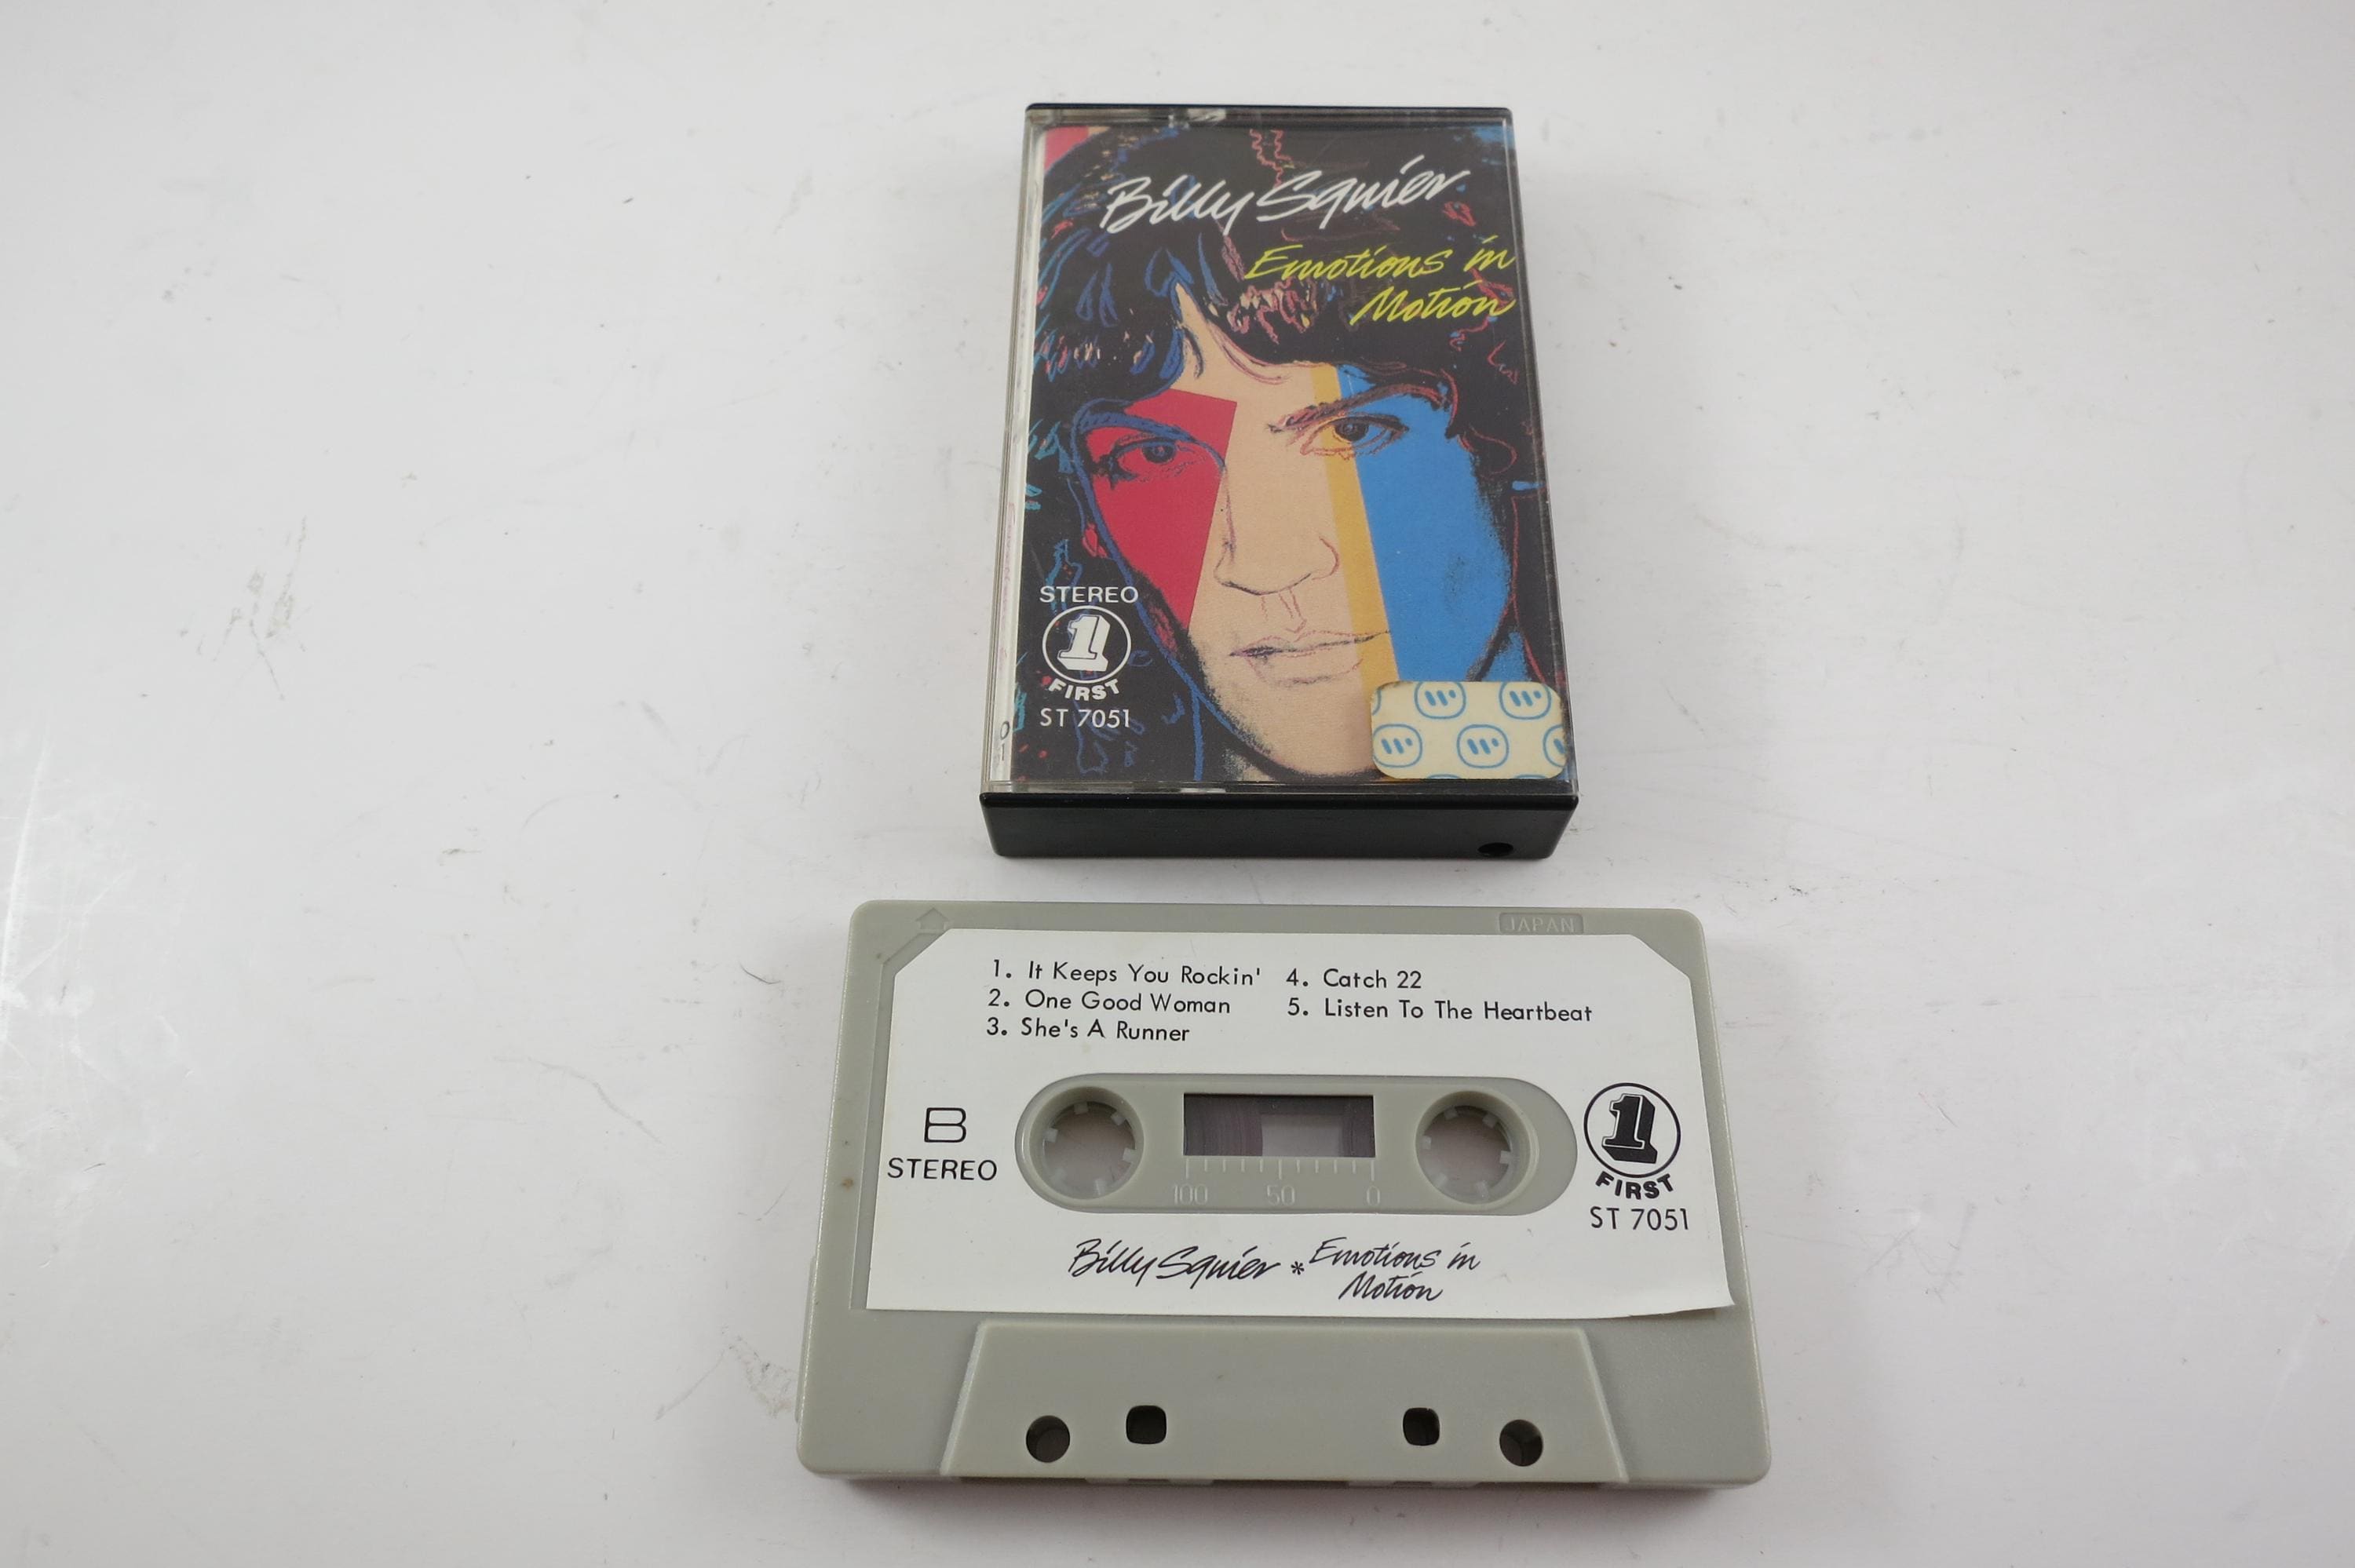 Billy Squier
Emotions in
Motion
STEREO
1
FIRST
ST 7051
JAPAN
1. It Keeps You Rockin'
2. One Good Woman
3. She's A Runner
4. Catch 22
5. Listen To The Heartbeat
B
STEREO
100 50 0
1
FIRST
ST 7051
Billy Squier * Emotions in
Motion